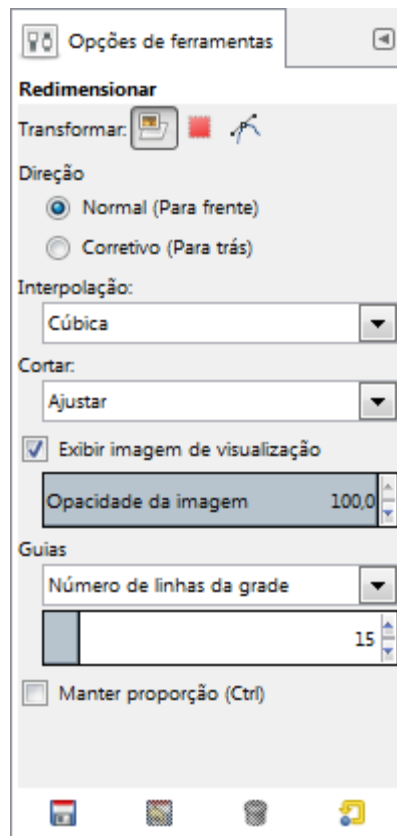 Opções de ferramentas
Redimensionar
Transformar:
Direção
Normal (Para frente)
Corretivo (Para trás)
Interpolação:
Cúbica
Cortar:
Ajustar
Exibir imagem de visualização
Opacidade da imagem 100,0
Guias
Número de linhas da grade
15
Manter proporção (Ctrl)